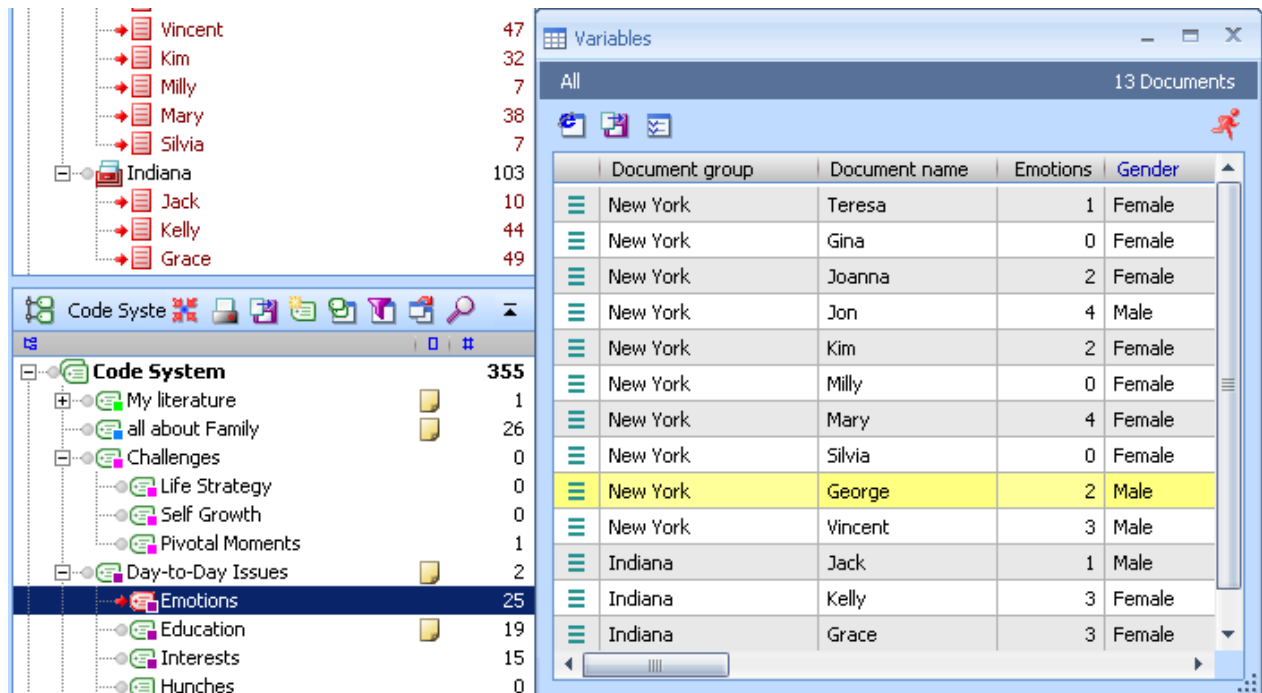 Vincent 47
Kim 32
Milly 7
Mary 38
Silvia 7
Indiana 103
Jack 10
Kelly 44
Grace 49
Code Syste
#
Code System 355
My literature 1
all about Family 26
Challenges 0
Life Strategy 0
Self Growth 0
Pivotal Moments 1
Day-to-Day Issues 2
Emotions 25
Education 19
Interests 15
Hunches 0
Variables
All 13 Documents
Document group Document name Emotions Gender
New York Teresa 1 Female
New York Gina 0 Female
New York Joanna 2 Female
New York Jon 4 Male
New York Kim 2 Female
New York Milly 0 Female
New York Mary 4 Female
New York Silvia 0 Female
New York George 2 Male
New York Vincent 3 Male
Indiana Jack 1 Male
Indiana Kelly 3 Female
Indiana Grace 3 Female